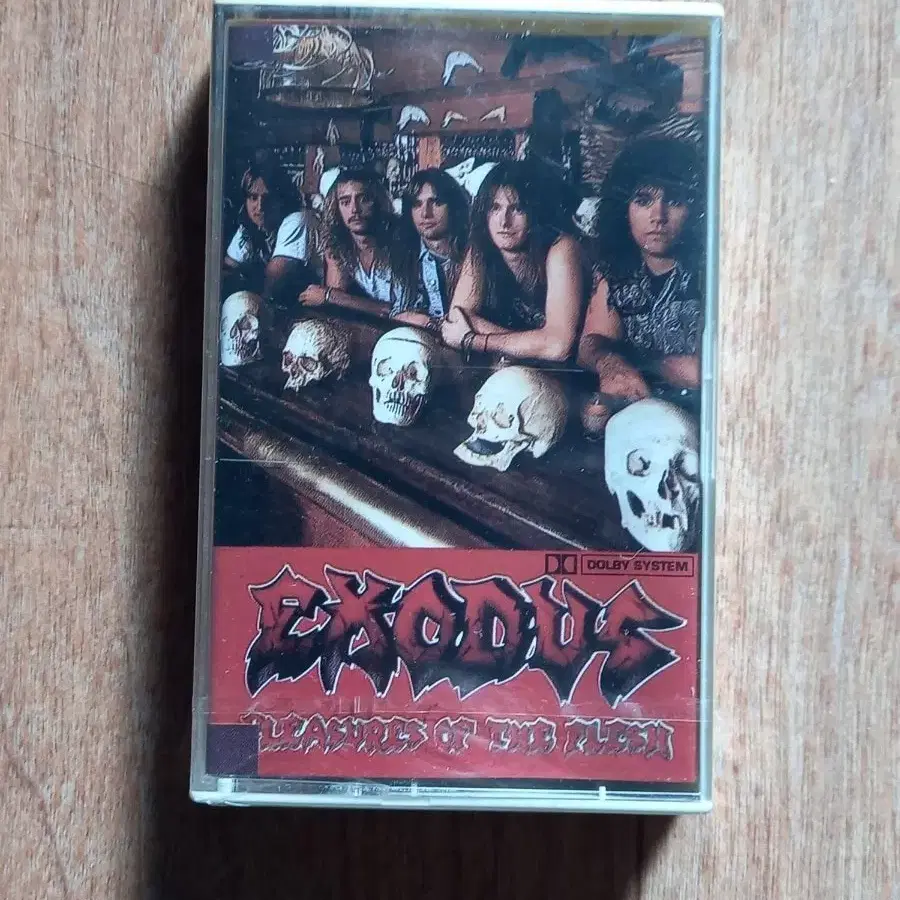 DOLBY SYSTEM
EXODUS
PLEASURES OF THE FLESH